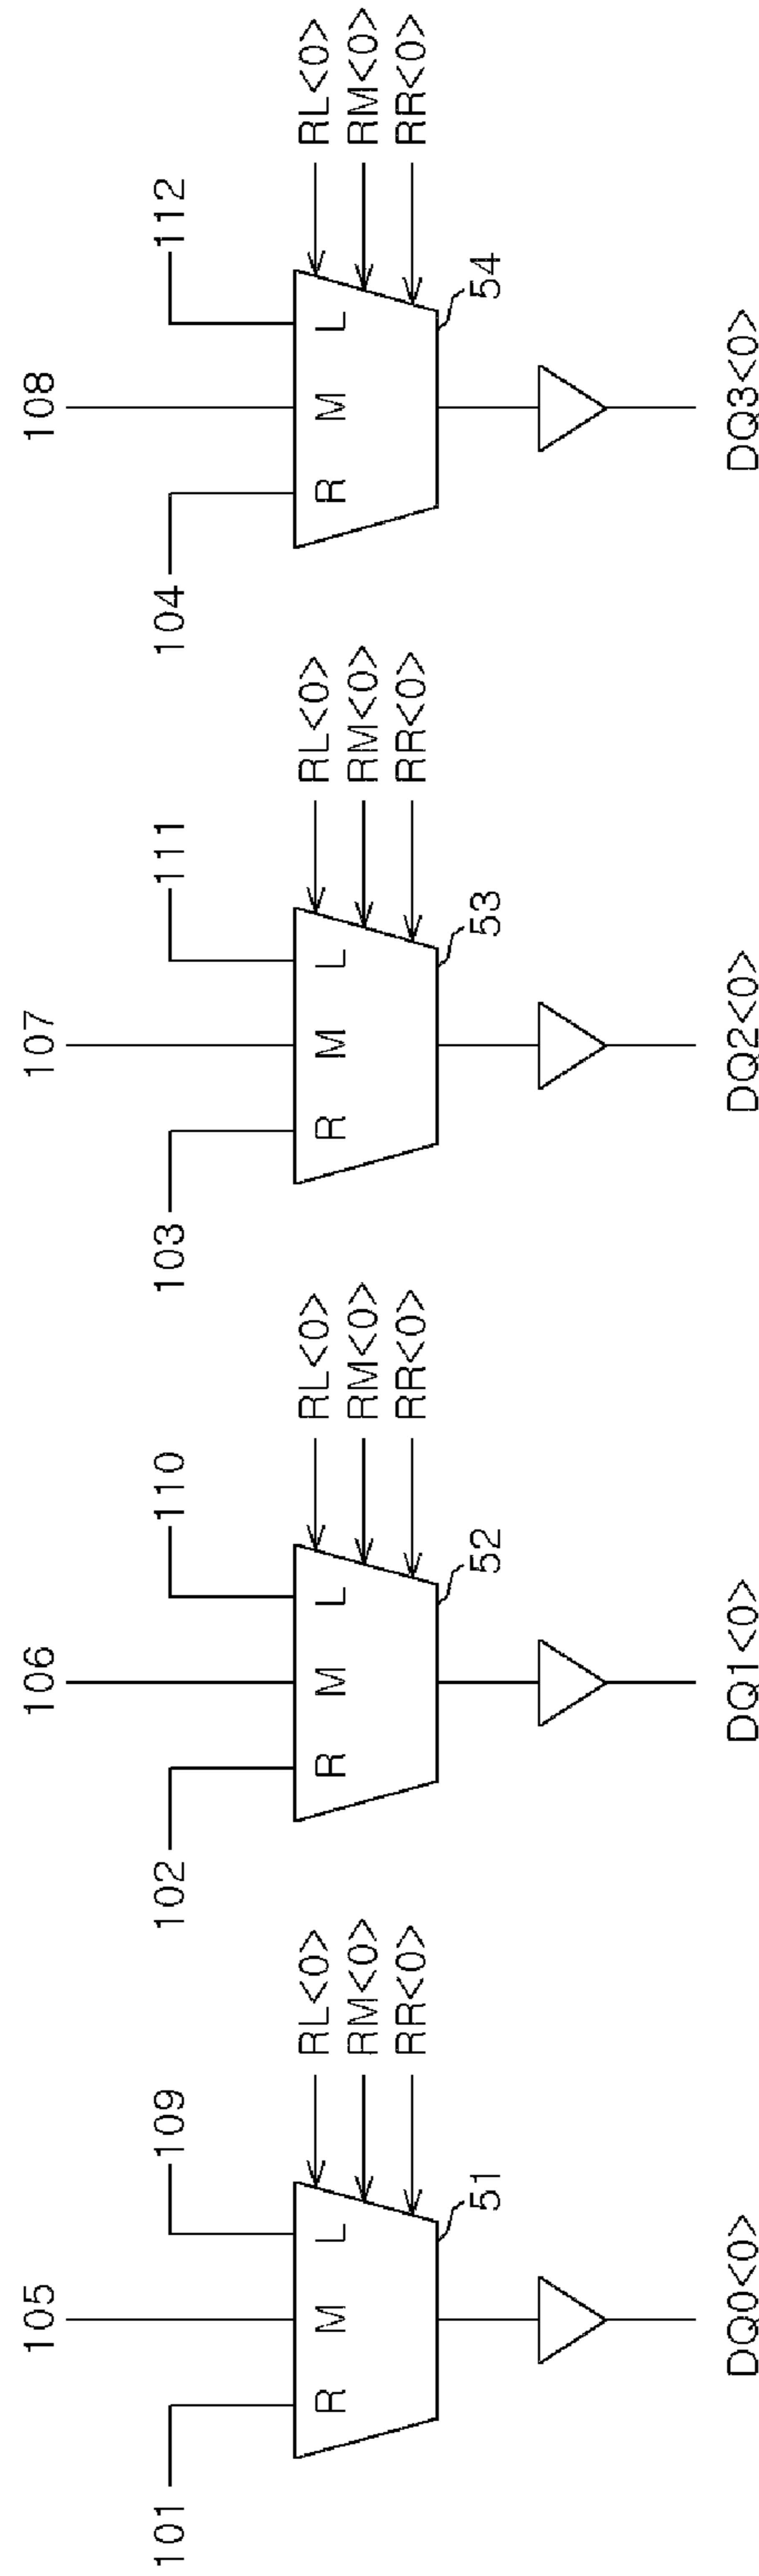 105
106
107
108
101
109
102
110
103
111
104
112
R M L
RL<0>
RM<0>
RR<0>
R M L
RL<0>
RM<0>
RR<0>
R M L
RL<0>
RM<0>
RR<0>
R M L
RL<0>
RM<0>
RR<0>
51
52
53
54
DQ0<0>
DQ1<0>
DQ2<0>
DQ3<0>